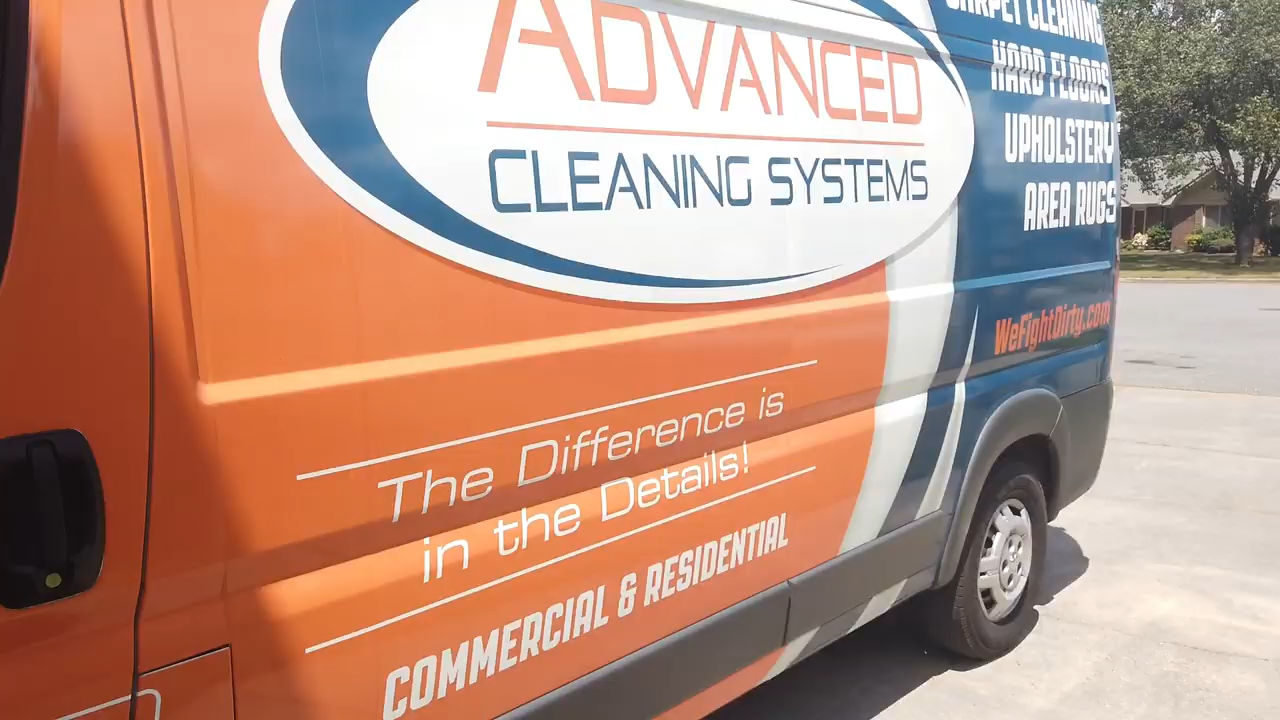 ADVANCED
CLEANING SYSTEMS
CARPET CLEANING
HARD FLOORS
UPHOLSTERY
AREA RUGS
WeFightDirty.com
The Difference is
in the Details!
COMMERCIAL & RESIDENTIAL